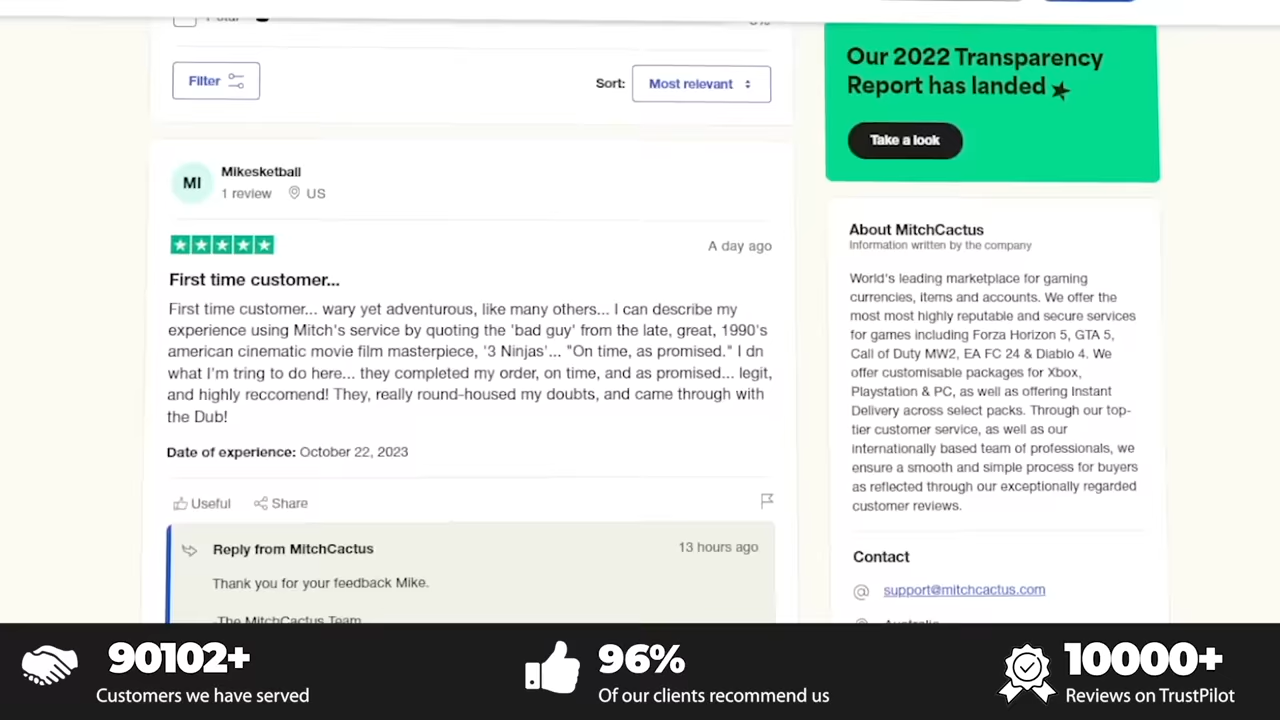 Filter
Sort:
Most relevant
MI
Mikesketball
1 review
US
A day ago
First time customer...
First time customer... wary yet adventurous, like many others... I can describe my
experience using Mitch's service by quoting the 'bad guy' from the late, great, 1990's
american cinematic movie film masterpiece, '3 Ninjas'... "On time, as promised." I dn
what I'm tring to do here... they completed my order, on time, and as promised... legit,
and highly reccomend! They, really round-housed my doubts, and came through with
the Dub!
Date of experience: October 22, 2023
Useful
Share
Reply from MitchCactus
13 hours ago
Thank you for your feedback Mike.
-The MitchCactus Team
Our 2022 Transparency
Report has landed
Take a look
About MitchCactus
Information written by the company
World's leading marketplace for gaming
currencies, items and accounts. We offer the
most most highly reputable and secure services
for games including Forza Horizon 5, GTA 5,
Call of Duty MW2, EA FC 24 & Diablo 4. We
offer customisable packages for Xbox,
Playstation & PC, as well as offering Instant
Delivery across select packs. Through our top-
tier customer service, as well as our
internationally based team of professionals, we
ensure a smooth and simple process for buyers
as reflected through our exceptionally regarded
customer reviews.
Contact
support@mitchcactus.com
Australia
90102+
Customers we have served
96%
Of our clients recommend us
10000+
Reviews on TrustPilot